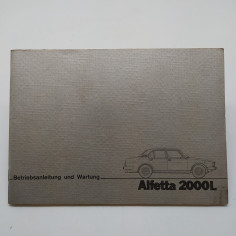 Betriebsanleitung und Wartung
Alfetta 2000L